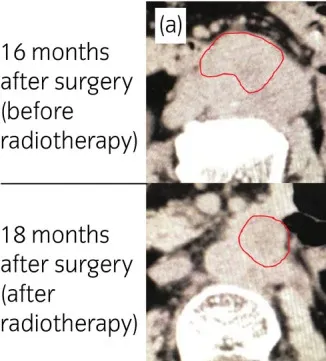 (a)
16 months
after surgery
(before
radiotherapy)
18 months
after surgery
(after
radiotherapy)